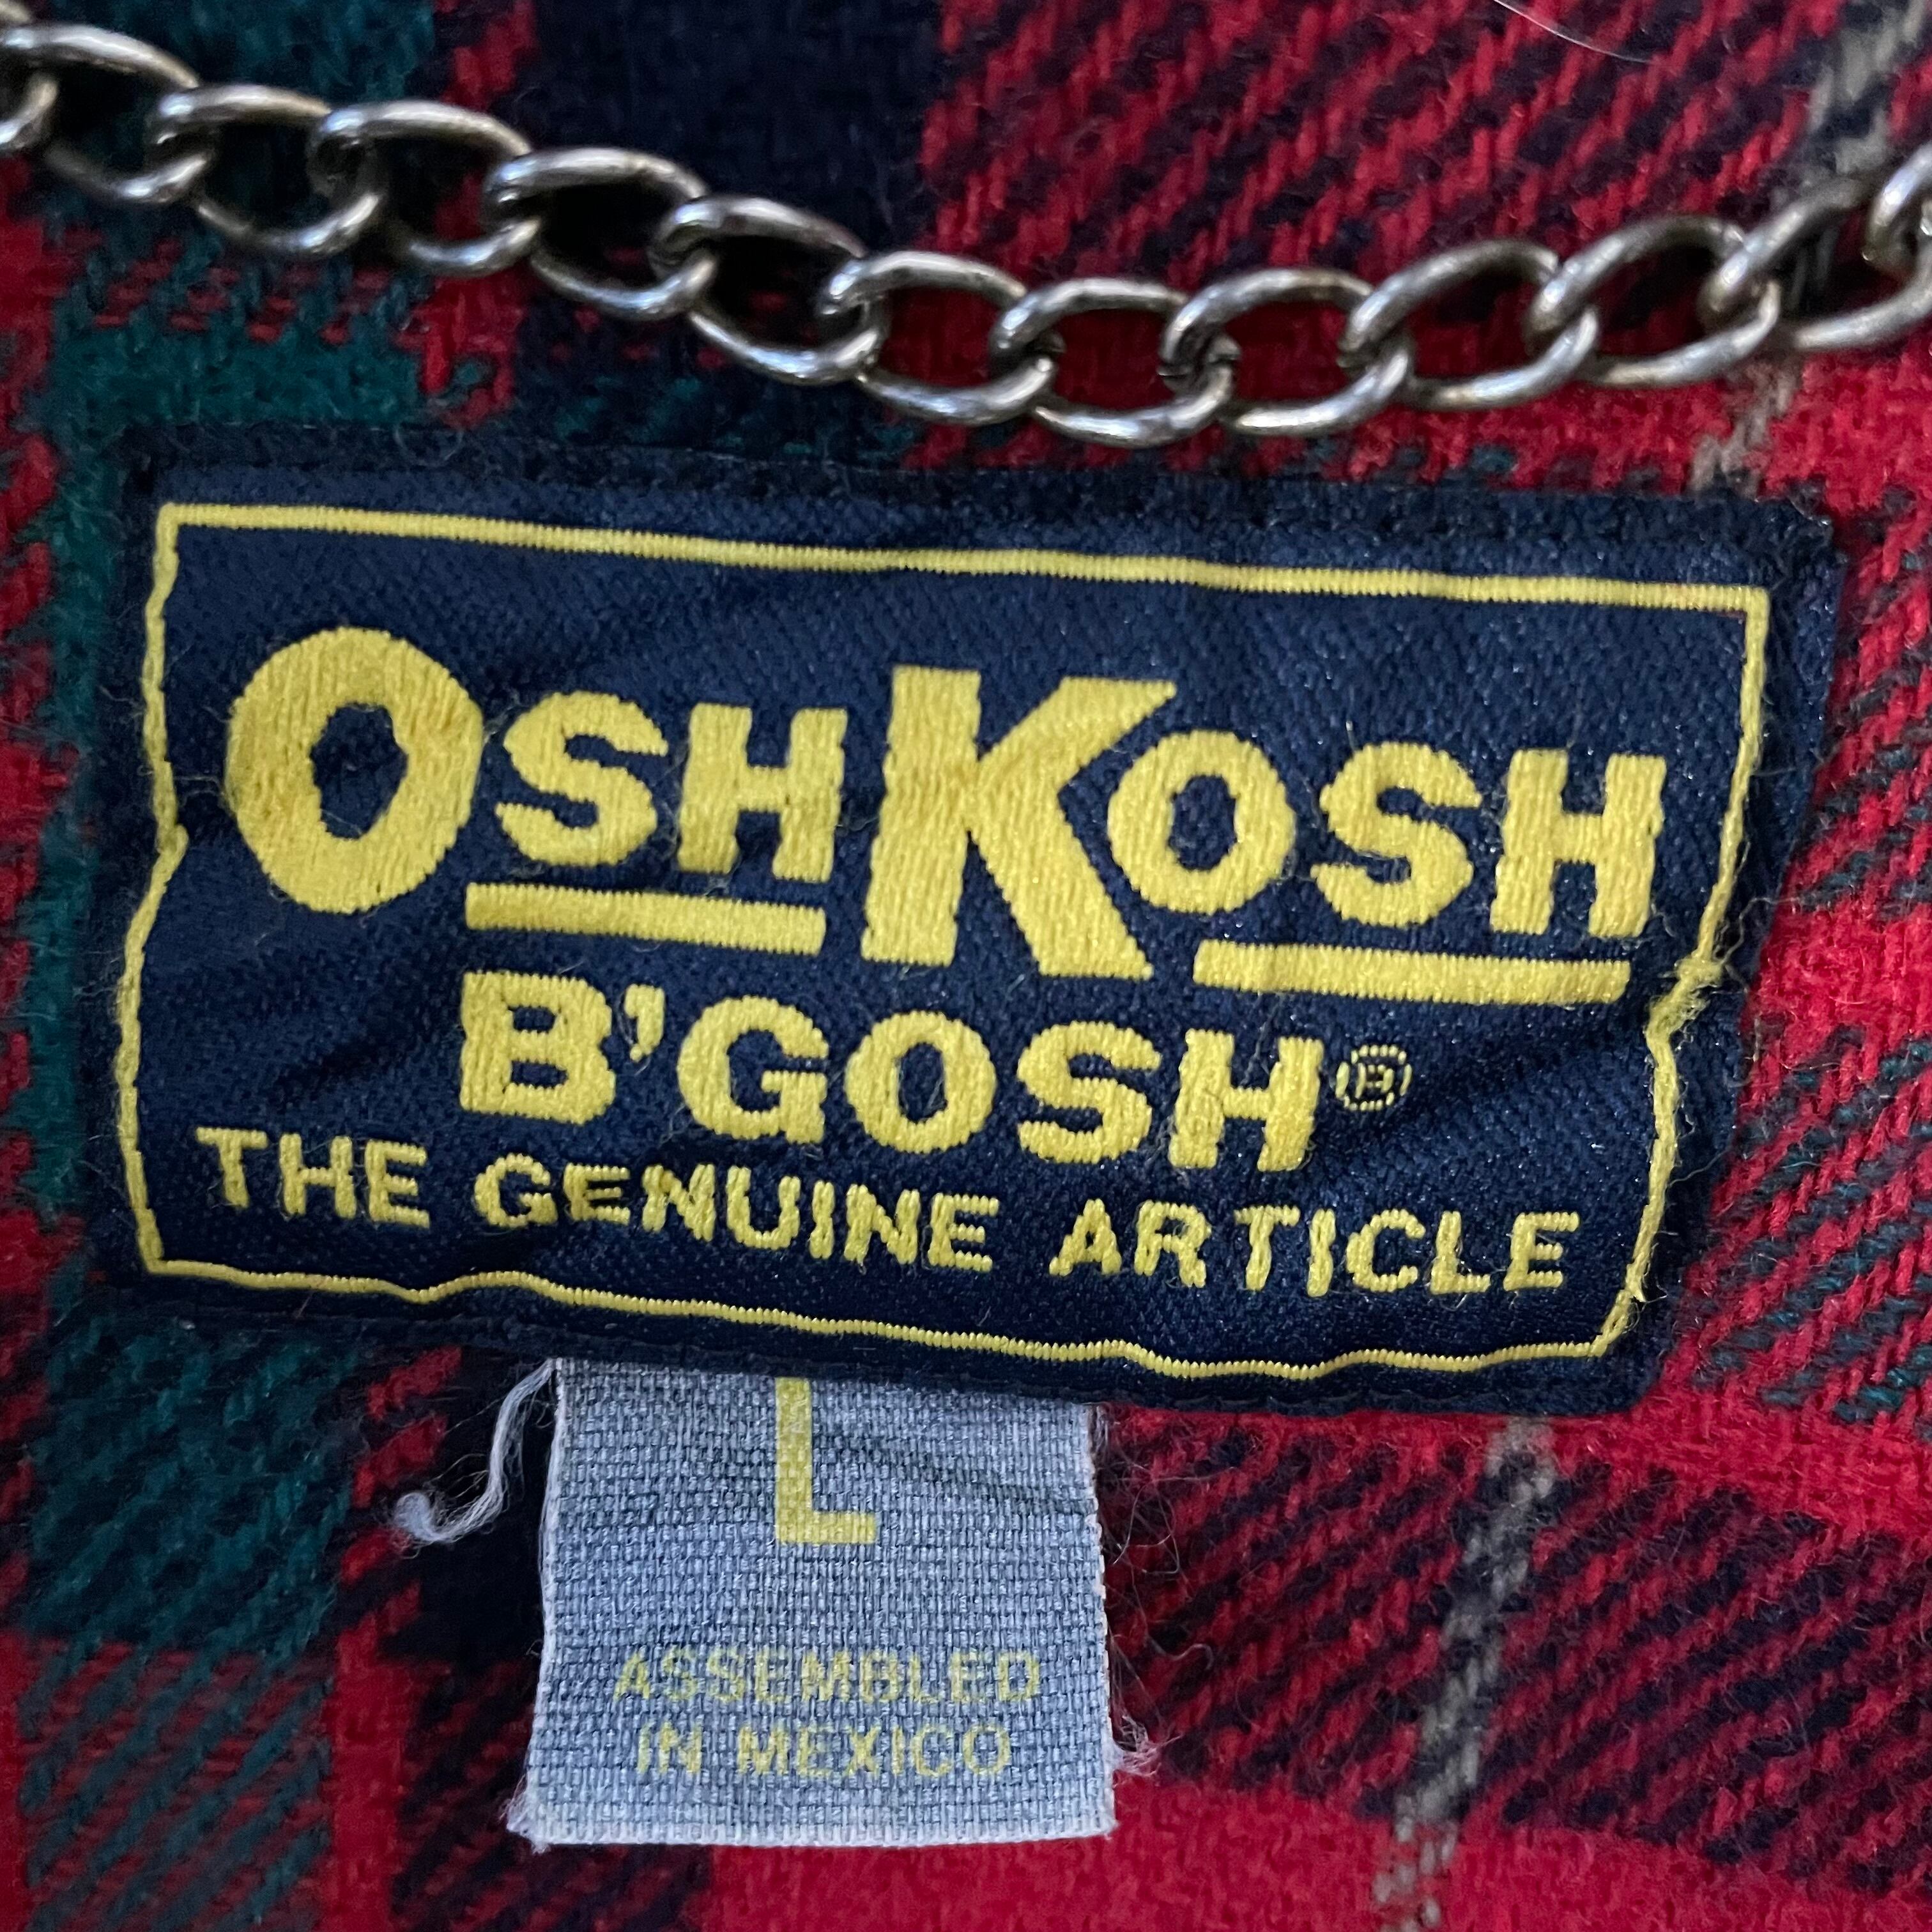 OSHKOSH
B'GOSH®
THE GENUINE ARTICLE
L
ASSEMBLED
IN MEXICO